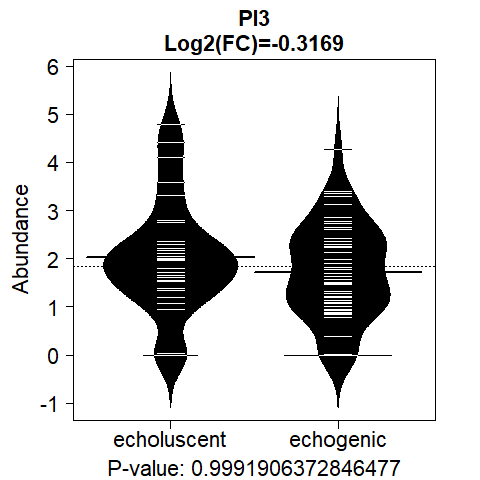 PI3
Log2(FC)=-0.3169
6
5
4
3
2
1
0
-1
Abundance
echoluscent echogenic
P-value: 0.9991906372846477